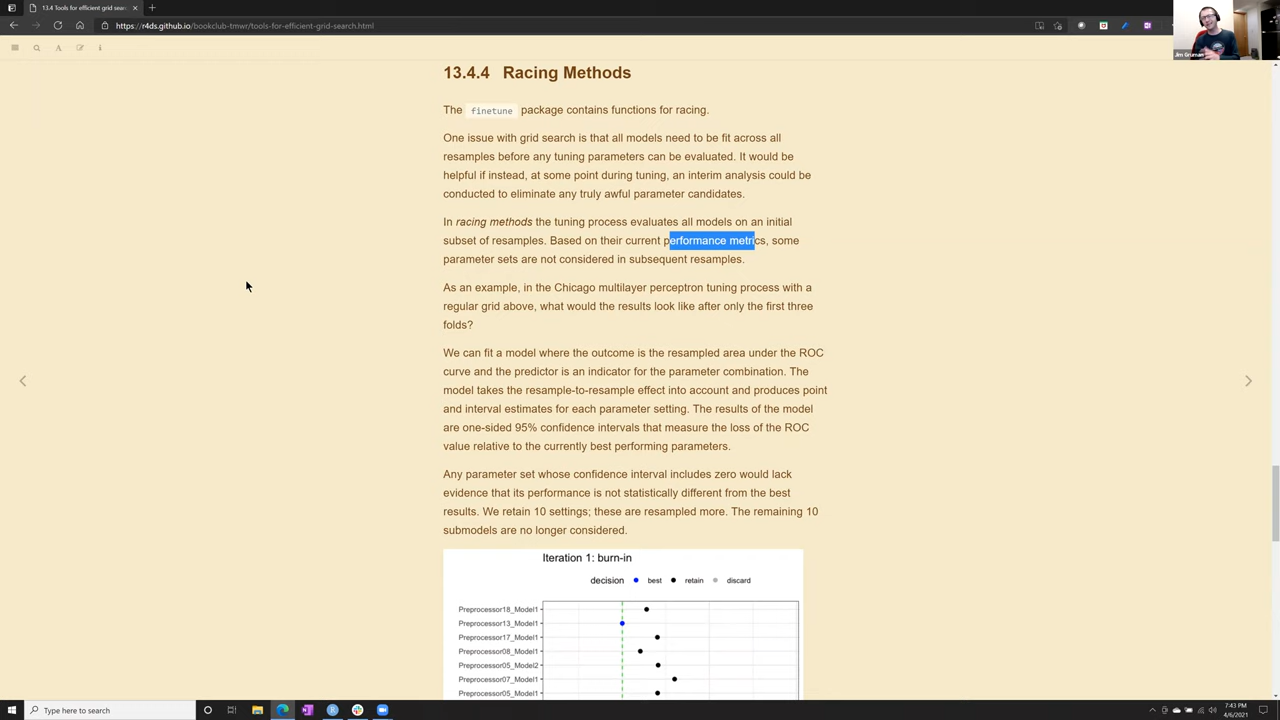 13.4 Tools for efficient grid sear
https://r4ds.github.io/bookclub-tmwr/tools-for-efficient-grid-search.html
Jim Gruman
13.4.4 Racing Methods
The finetune package contains functions for racing.
One issue with grid search is that all models need to be fit across all
resamples before any tuning parameters can be evaluated. It would be
helpful if instead, at some point during tuning, an interim analysis could be
conducted to eliminate any truly awful parameter candidates.
In racing methods the tuning process evaluates all models on an initial
subset of resamples. Based on their current performance metrics, some
parameter sets are not considered in subsequent resamples.
As an example, in the Chicago multilayer perceptron tuning process with a
regular grid above, what would the results look like after only the first three
folds?
We can fit a model where the outcome is the resampled area under the ROC
curve and the predictor is an indicator for the parameter combination. The
model takes the resample-to-resample effect into account and produces point
and interval estimates for each parameter setting. The results of the model
are one-sided 95% confidence intervals that measure the loss of the ROC
value relative to the currently best performing parameters.
Any parameter set whose confidence interval includes zero would lack
evidence that its performance is not statistically different from the best
results. We retain 10 settings; these are resampled more. The remaining 10
submodels are no longer considered.
Iteration 1: burn-in
decision best retain discard
Preprocessor18_Model1
Preprocessor13_Model1
Preprocessor17_Model1
Preprocessor08_Model1
Preprocessor05_Model2
Preprocessor07_Model1
Preprocessor05_Model1
Type here to search
7:43 PM
4/6/2021